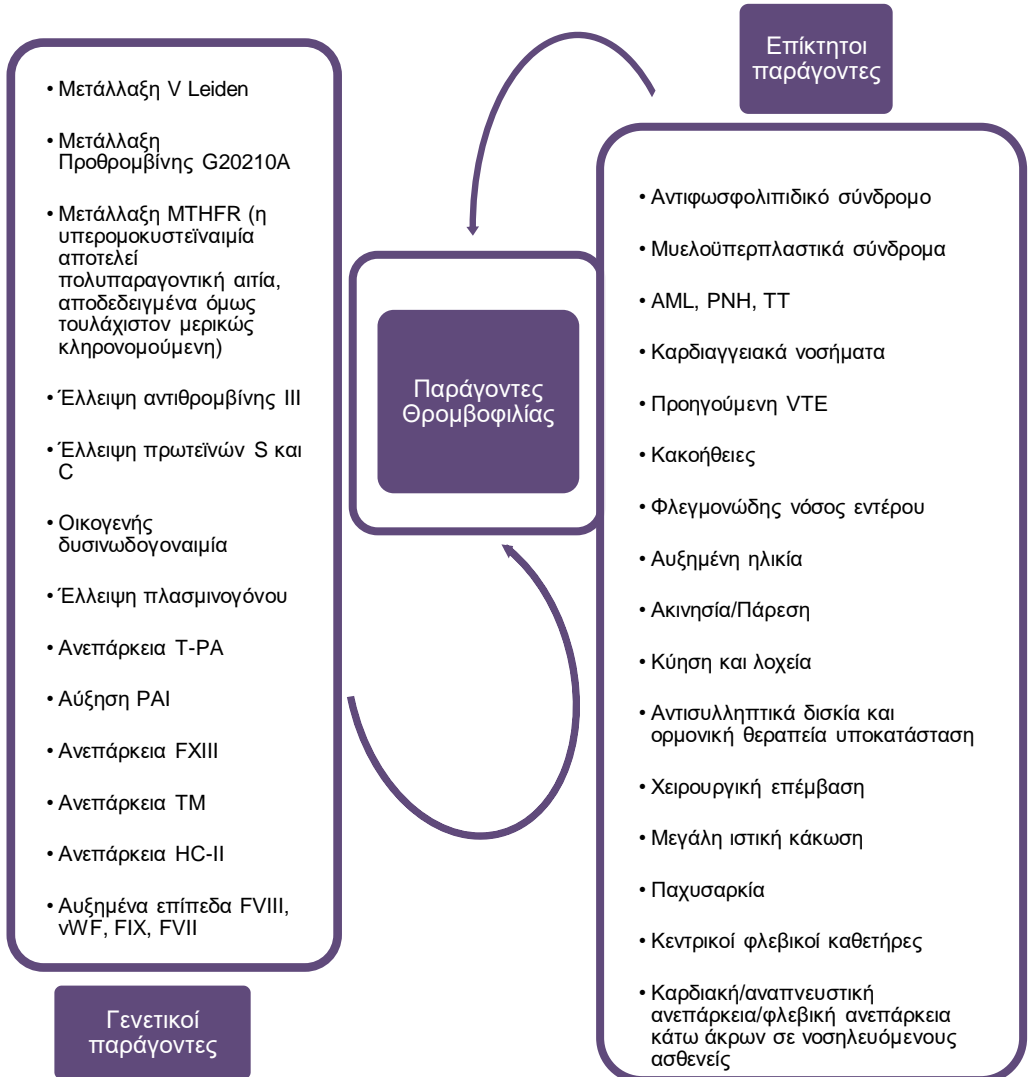 • Μετάλλαξη V Leiden
• Μετάλλαξη
Προθρομβίνης G20210A
• Μετάλλαξη MTHFR (η
υπερομοκυστεϊναιμία
αποτελεί
πολυπαραγοντική αιτία,
αποδεδειγμένα όμως
τουλάχιστον μερικώς
κληρονομούμενη)
• Έλλειψη αντιθρομβίνης III
• Έλλειψη πρωτεϊνών S και
C
• Οικογενής
δυσινωδογοναιμία
• Έλλειψη πλασμινογόνου
• Ανεπάρκεια T-PA
• Αύξηση PAI
• Ανεπάρκεια FXIII
• Ανεπάρκεια TM
• Ανεπάρκεια HC-II
• Αυξημένα επίπεδα FVIII,
vWF, FIX, FVII
Γενετικοί
παράγοντες
Παράγοντες
Θρομβοφιλίας
Επίκτητοι
παράγοντες
• Αντιφωσφολιπιδικό σύνδρομο
• Μυελοϋπερπλαστικά σύνδρομα
• AML, PNH, TT
• Καρδιαγγειακά νοσήματα
• Προηγούμενη VTE
• Κακοήθειες
• Φλεγμονώδης νόσος εντέρου
• Αυξημένη ηλικία
• Ακινησία/Πάρεση
• Κύηση και λοχεία
• Αντισυλληπτικά δισκία και
ορμονική θεραπεία υποκατάσταση
• Χειρουργική επέμβαση
• Μεγάλη ιστική κάκωση
• Παχυσαρκία
• Κεντρικοί φλεβικοί καθετήρες
• Καρδιακή/αναπνευστική
ανεπάρκεια/φλεβική ανεπάρκεια
κάτω άκρων σε νοσηλευόμενους
ασθενείς